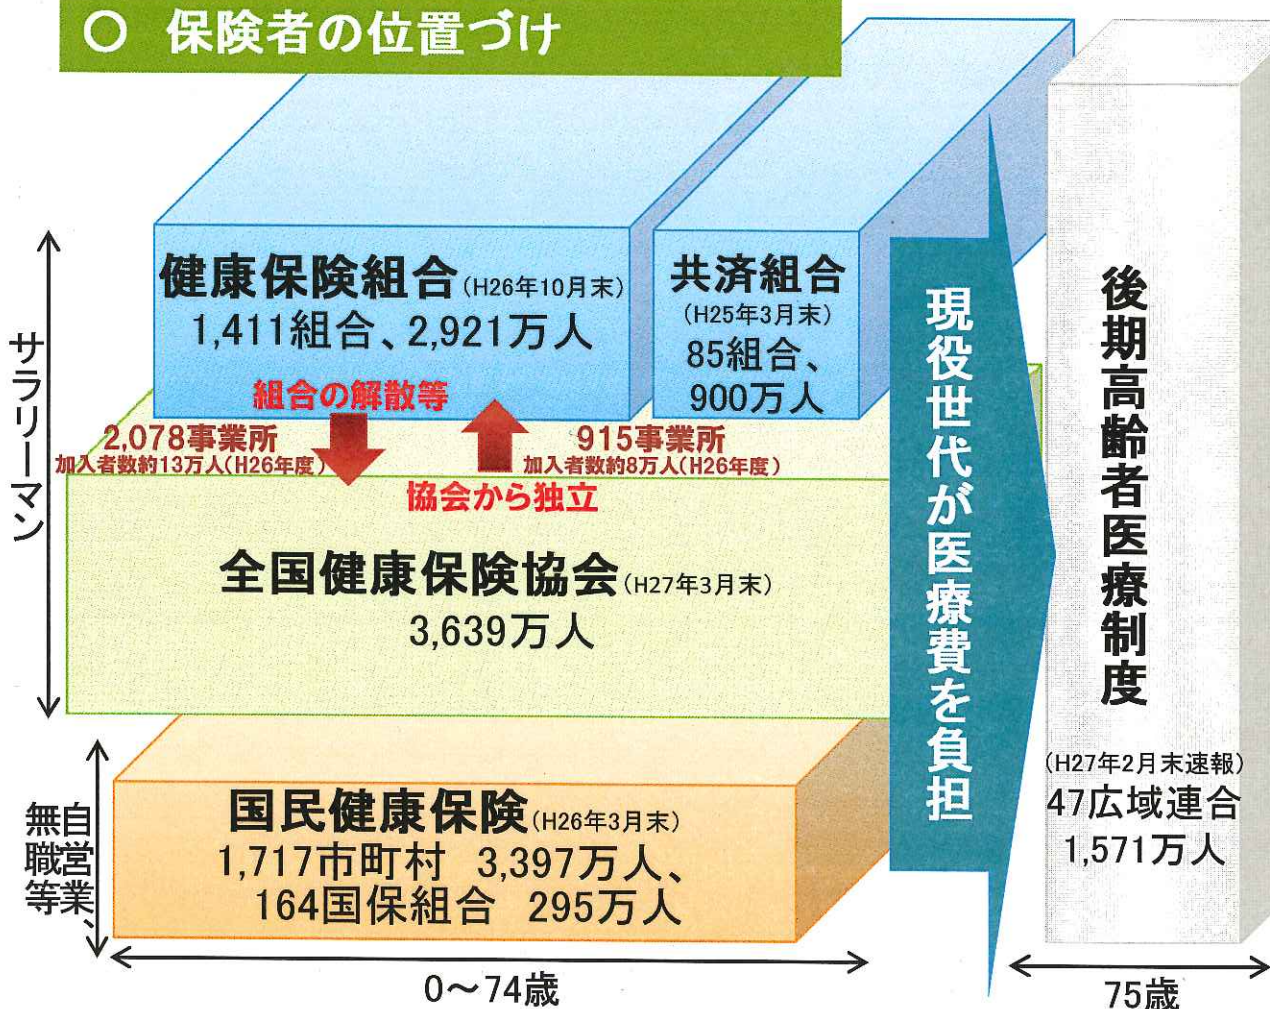 ○ 保険者の位置づけ
サラリーマン
健康保険組合(H26年10月末)
1,411組合、2,921万人
共済組合
(H25年3月末)
85組合、
900万人
組合の解散等
2,078事業所
加入者数約13万人(H26年度)
915事業所
加入者数約8万人(H26年度)
協会から独立
全国健康保険協会(H27年3月末)
3,639万人
自営業、
無職等
国民健康保険(H26年3月末)
1,717市町村 3,397万人、
164国保組合 295万人
0～74歳
現役世代が医療費を負担
後期高齢者医療制度
(H27年2月末速報)
47広域連合
1,571万人
75歳